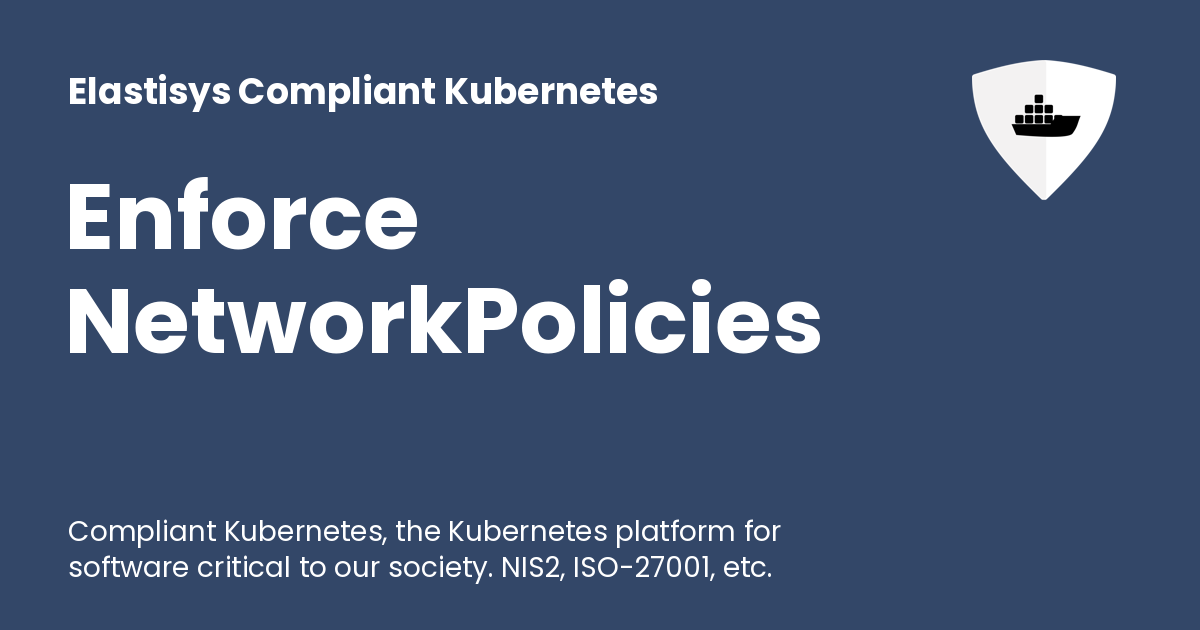 Elastisys Compliant Kubernetes
Enforce
NetworkPolicies
Compliant Kubernetes, the Kubernetes platform for
software critical to our society. NIS2, ISO-27001, etc.